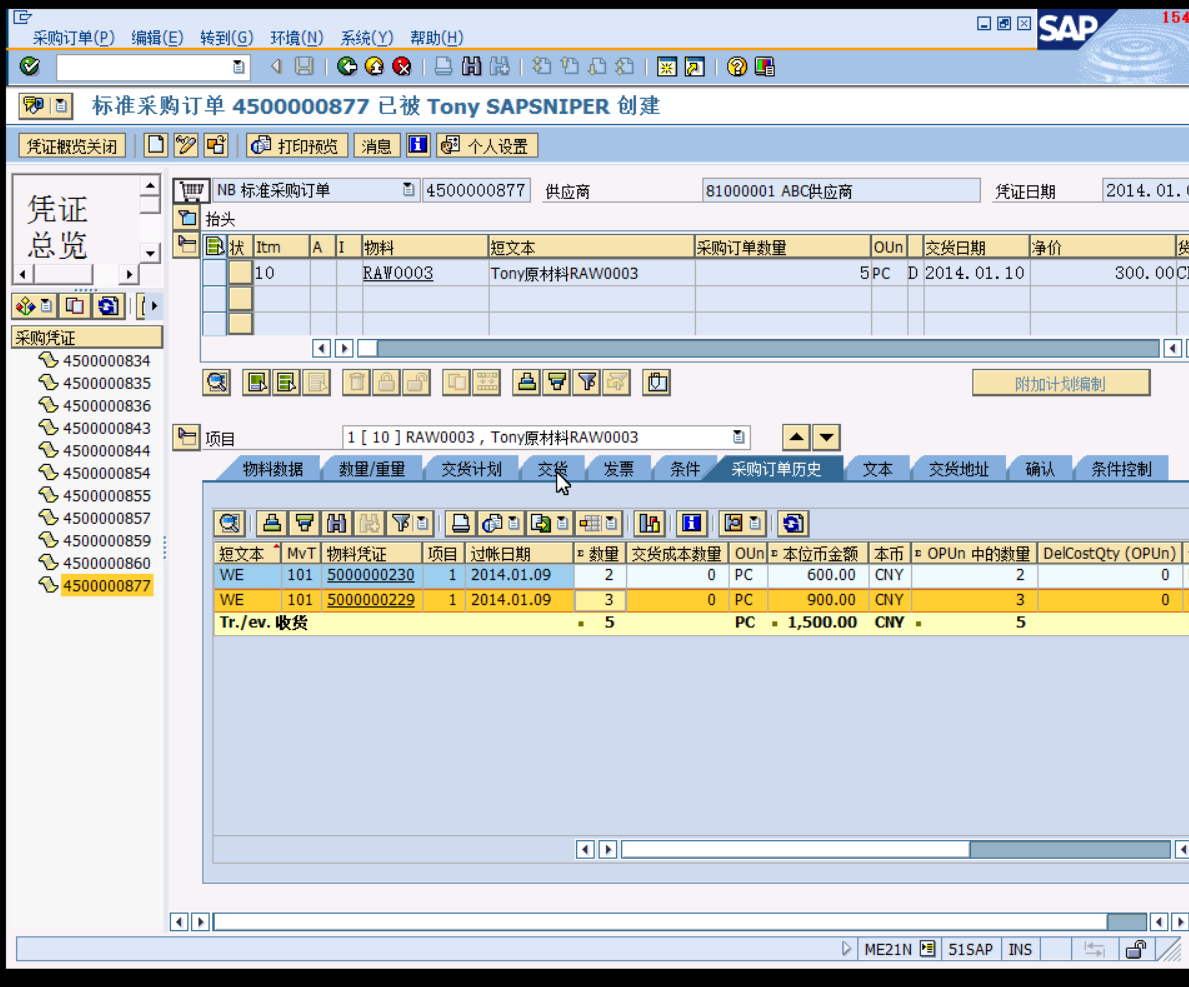 154
采购订单(P) 编辑(E) 转到(G) 环境(N) 系统(Y) 帮助(H)
SAP
标准采购订单 4500000877 已被 Tony SAPSNIPER 创建
凭证概览关闭 打印预览 消息 个人设置
凭证
总览
NB 标准采购订单 4500000877 供应商 81000001 ABC供应商 凭证日期 2014.01.
抬头
状 Itm A I 物料 短文本 采购订单数量 OUn 交货日期 净价
10 RAW0003 Tony原材料RAW0003 5 PC D 2014.01.10 300.00
附加计划编制
采购凭证
4500000834
4500000835
4500000836
4500000843
4500000844
4500000854
4500000855
4500000857
4500000859
4500000860
4500000877
项目 1 [ 10 ] RAW0003 , Tony原材料RAW0003
物料数据 数量/重量 交货计划 交货 发票 条件 采购订单历史 文本 交货地址 确认 条件控制
短文本 MvT 物料凭证 项目 过帐日期 Σ 数量 交货成本数量 OUn Σ 本位币金额 本币 Σ OPUn 中的数量 DelCostQty (OPUn)
WE 101 5000000230 1 2014.01.09 2 0 PC 600.00 CNY 2 0
WE 101 5000000229 1 2014.01.09 3 0 PC 900.00 CNY 3 0
Tr./ev. 收货 5 PC 1,500.00 CNY 5
ME21N 51SAP INS